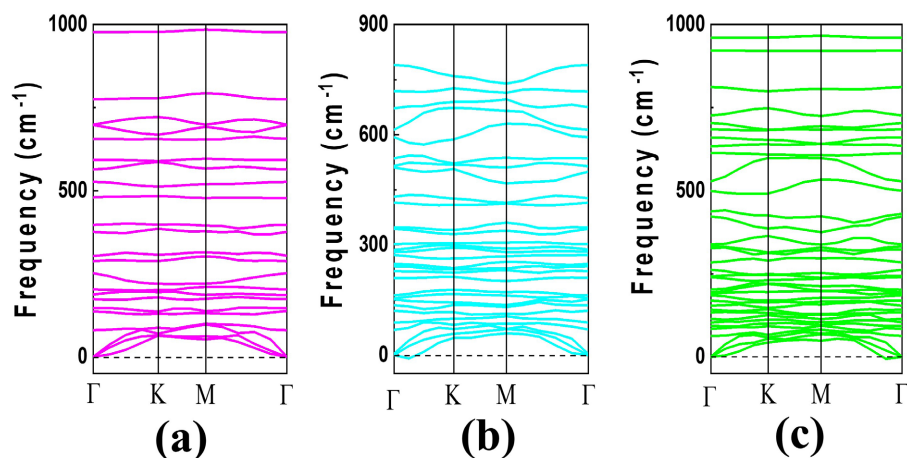 Frequency (cm⁻¹)
1000
500
0
Γ K M Γ
(a)
Frequency (cm⁻¹)
900
600
300
0
Γ K M Γ
(b)
Frequency (cm⁻¹)
1000
500
0
Γ K M Γ
(c)